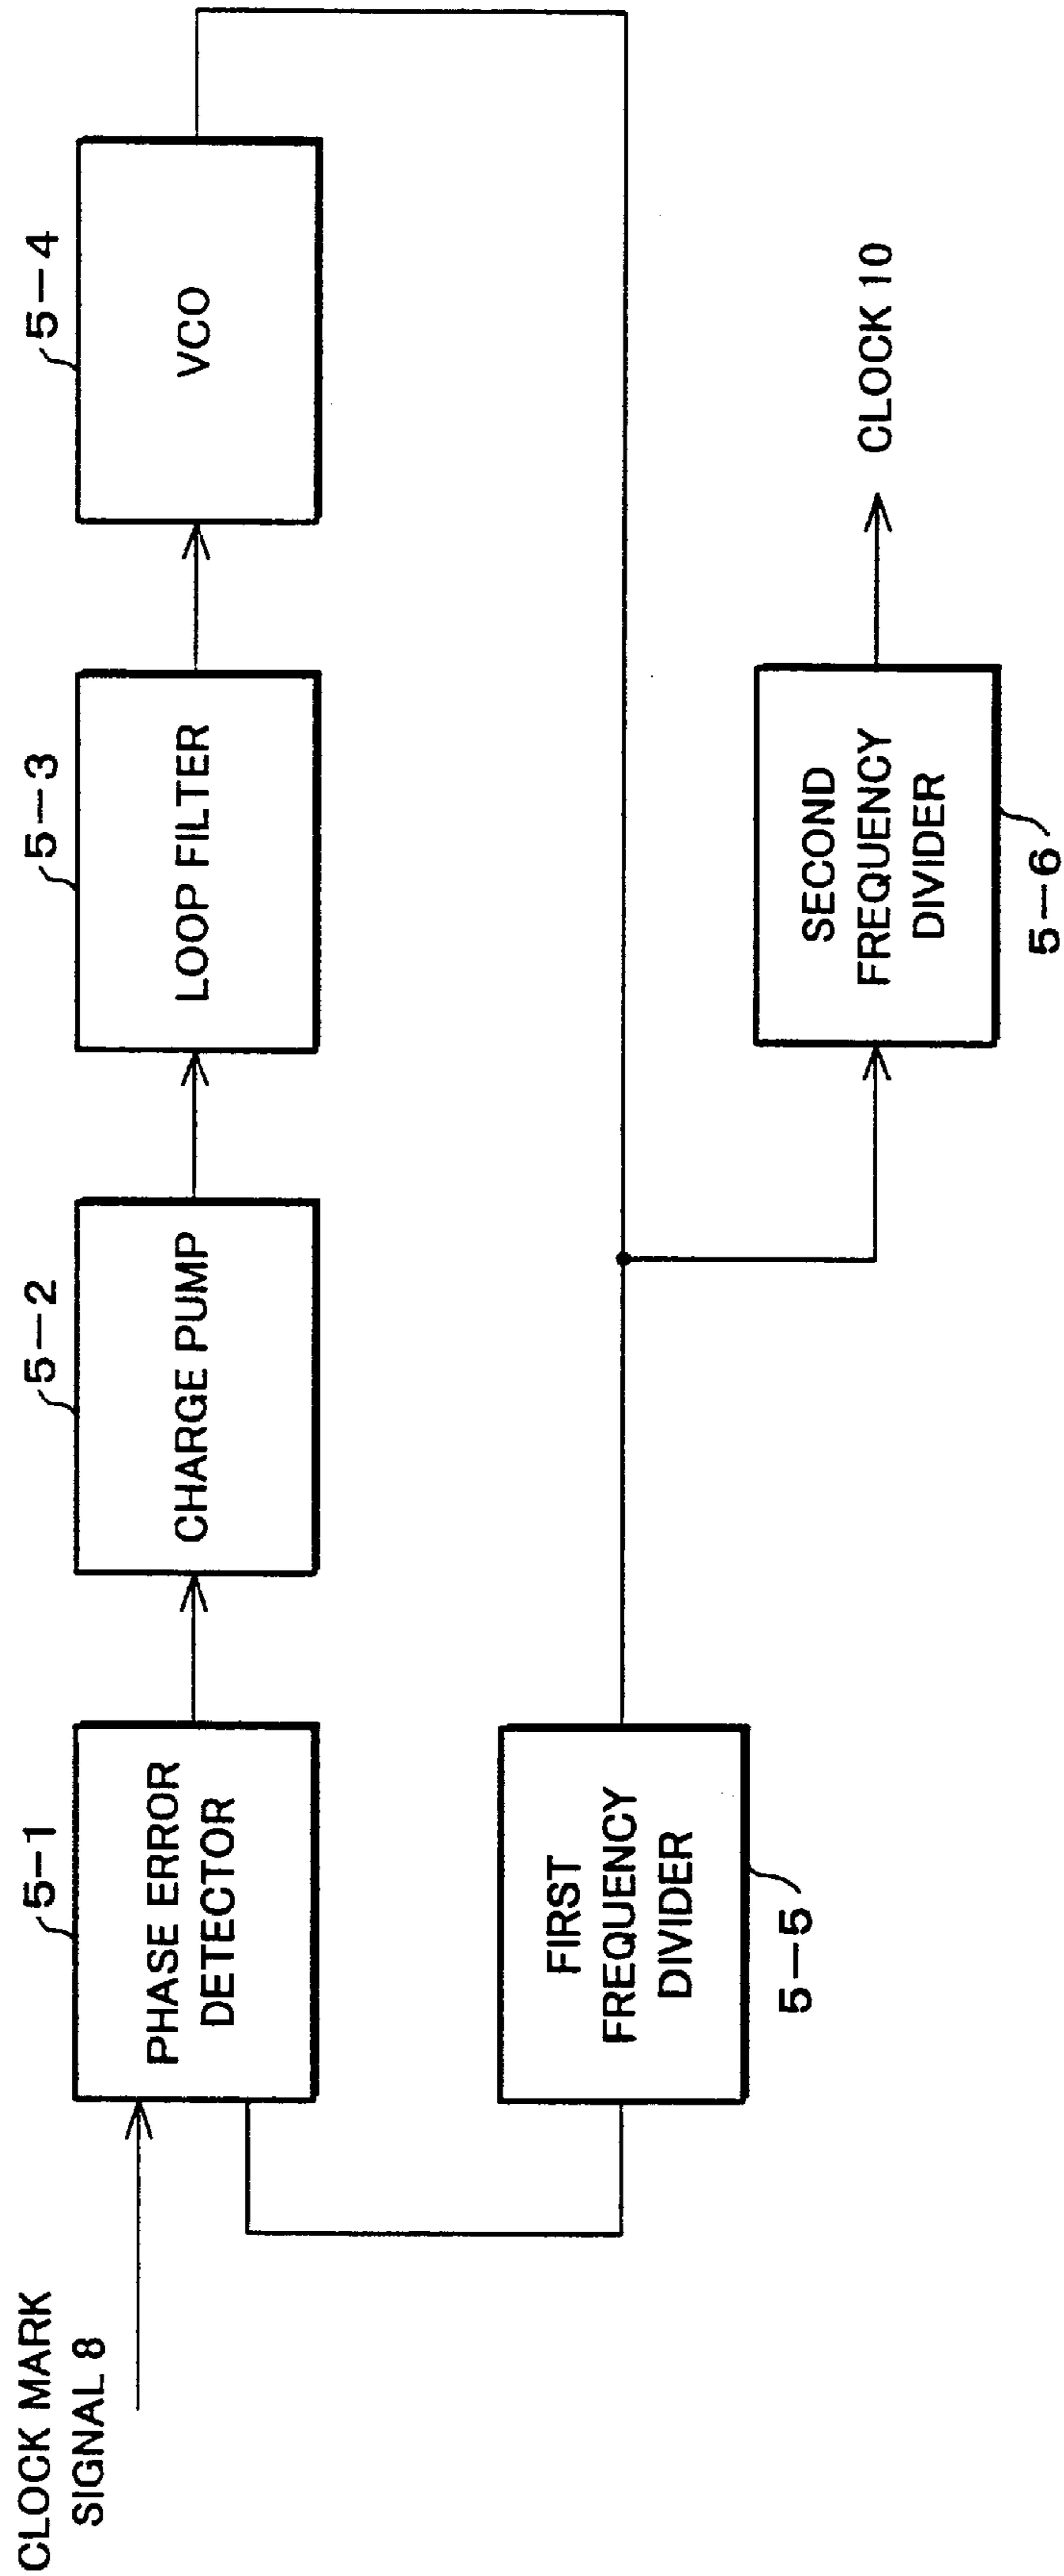 CLOCK MARK
SIGNAL 8
5-1
PHASE ERROR
DETECTOR
5-2
CHARGE PUMP
5-3
LOOP FILTER
5-4
VCO
FIRST
FREQUENCY
DIVIDER
5-5
SECOND
FREQUENCY
DIVIDER
5-6
CLOCK 10